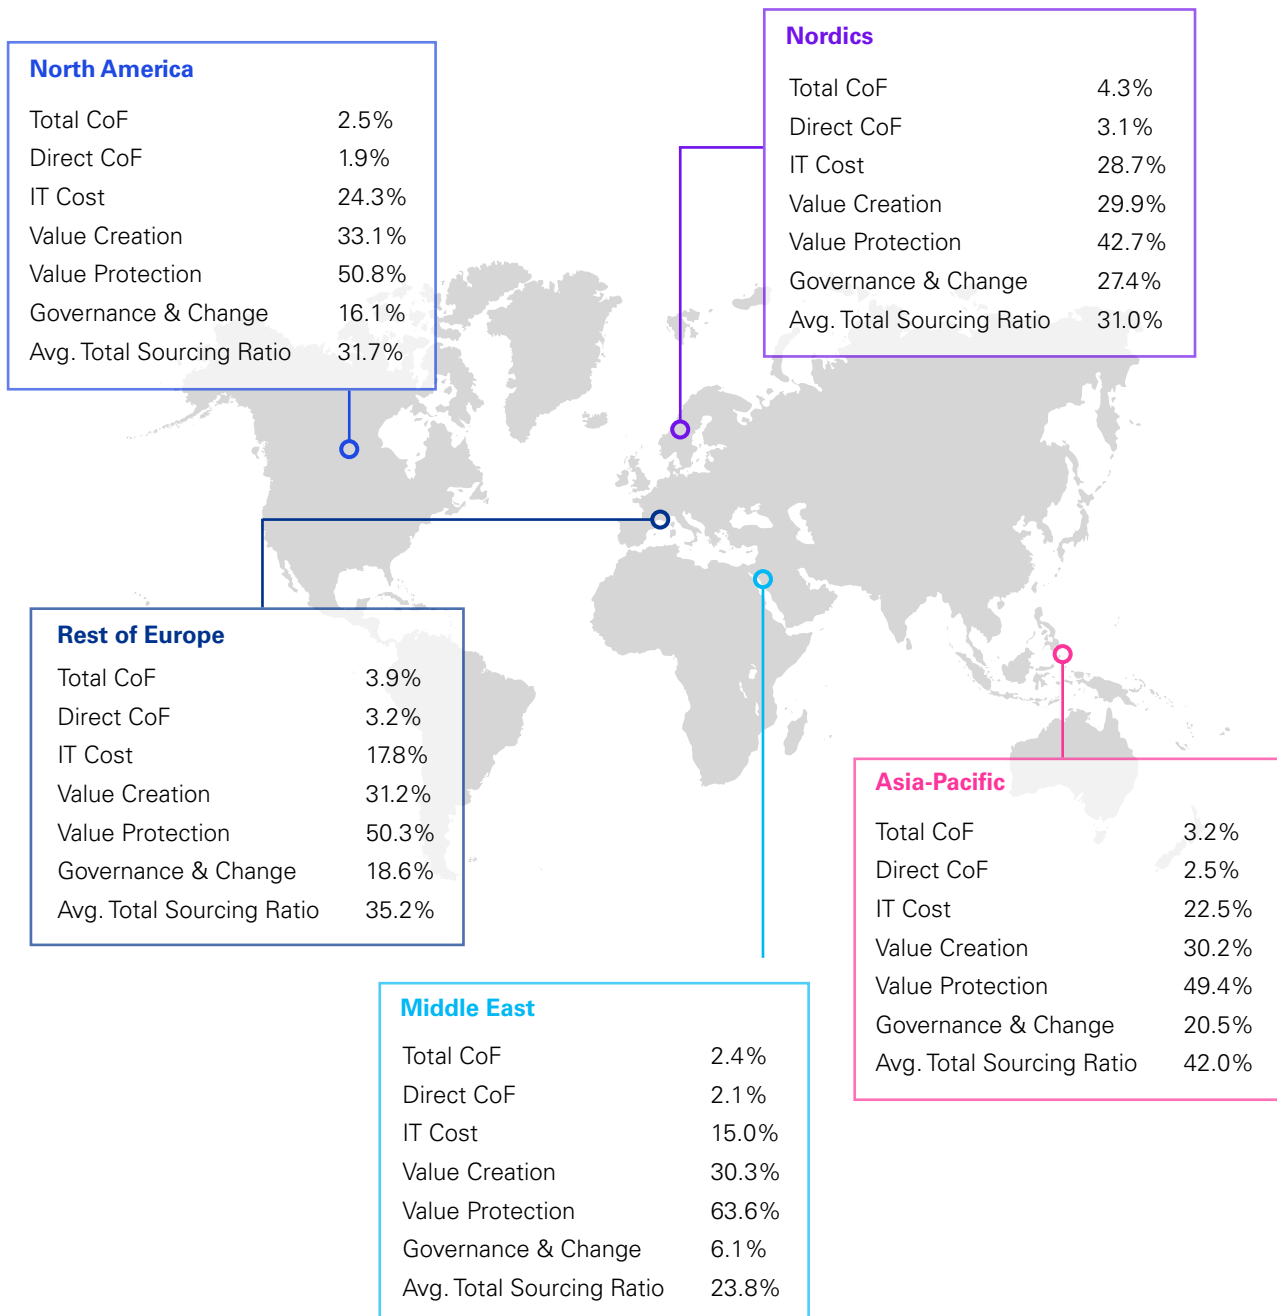 North America
Total CoF 2.5%
Direct CoF 1.9%
IT Cost 24.3%
Value Creation 33.1%
Value Protection 50.8%
Governance & Change 16.1%
Avg. Total Sourcing Ratio 31.7%
Nordics
Total CoF 4.3%
Direct CoF 3.1%
IT Cost 28.7%
Value Creation 29.9%
Value Protection 42.7%
Governance & Change 27.4%
Avg. Total Sourcing Ratio 31.0%
Rest of Europe
Total CoF 3.9%
Direct CoF 3.2%
IT Cost 17.8%
Value Creation 31.2%
Value Protection 50.3%
Governance & Change 18.6%
Avg. Total Sourcing Ratio 35.2%
Asia-Pacific
Total CoF 3.2%
Direct CoF 2.5%
IT Cost 22.5%
Value Creation 30.2%
Value Protection 49.4%
Governance & Change 20.5%
Avg. Total Sourcing Ratio 42.0%
Middle East
Total CoF 2.4%
Direct CoF 2.1%
IT Cost 15.0%
Value Creation 30.3%
Value Protection 63.6%
Governance & Change 6.1%
Avg. Total Sourcing Ratio 23.8%